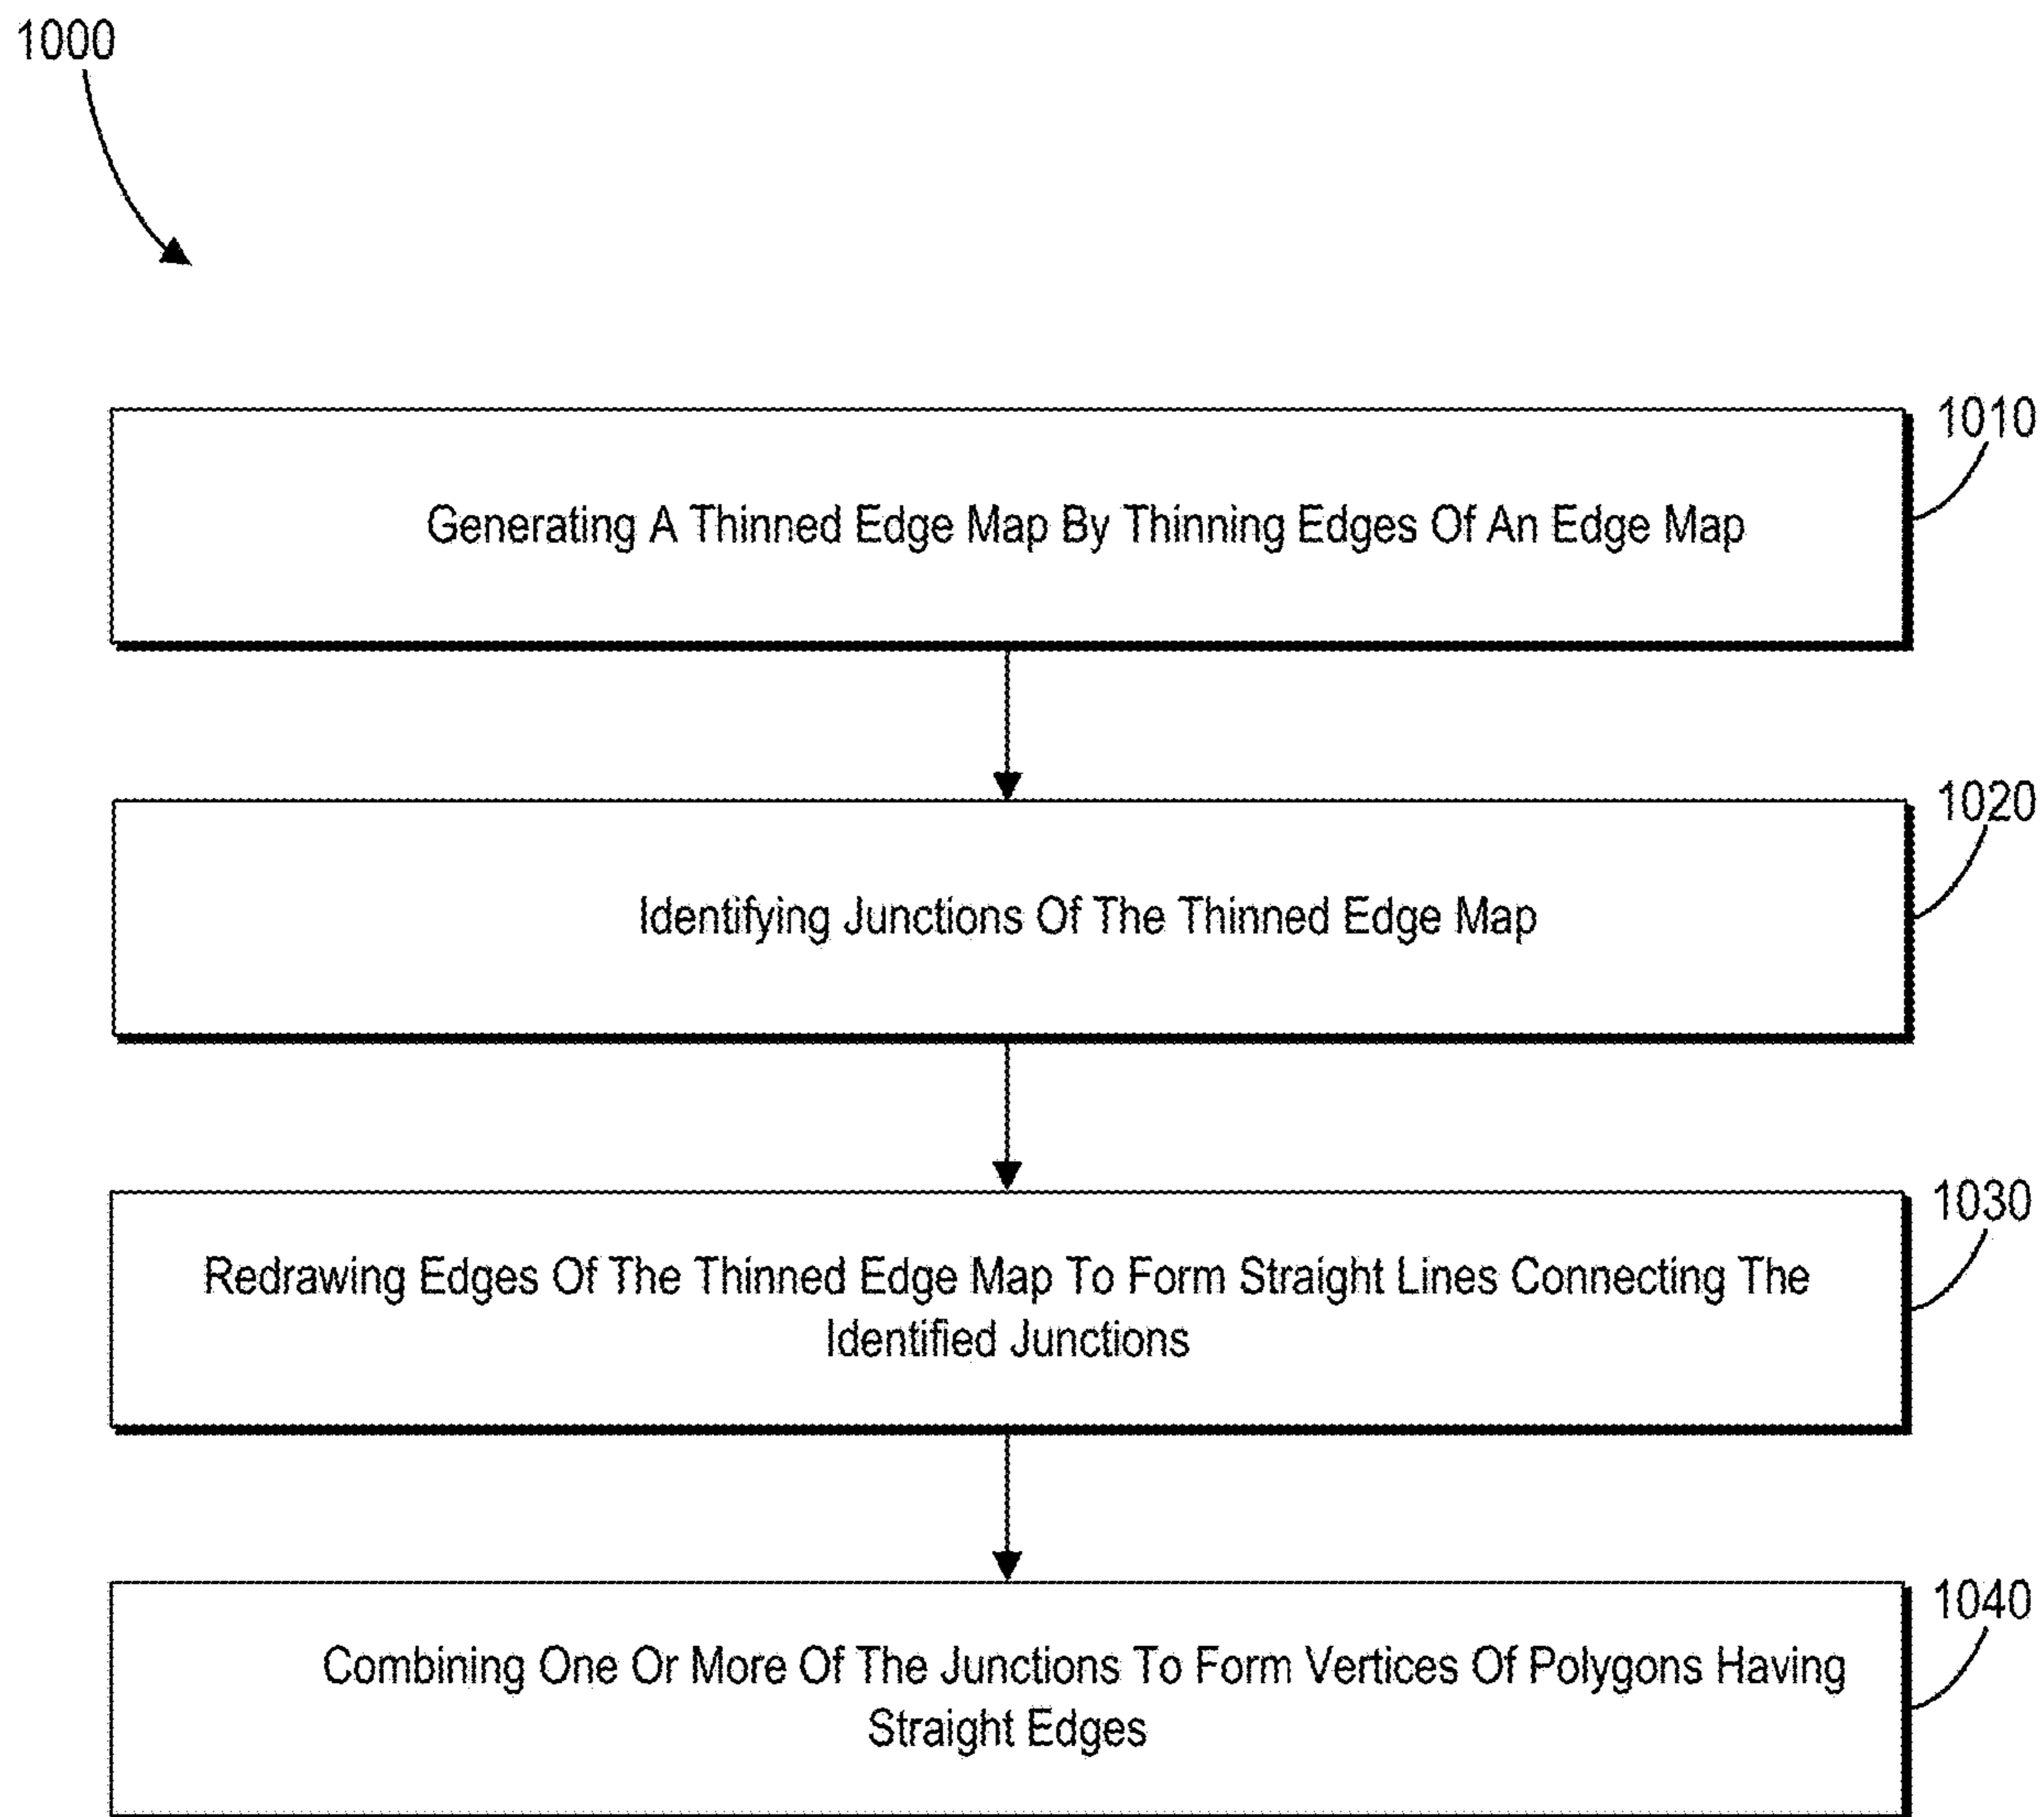 1000
1010
Generating A Thinned Edge Map By Thinning Edges Of An Edge Map
1020
Identifying Junctions Of The Thinned Edge Map
1030
Redrawing Edges Of The Thinned Edge Map To Form Straight Lines Connecting The
Identified Junctions
1040
Combining One Or More Of The Junctions To Form Vertices Of Polygons Having
Straight Edges